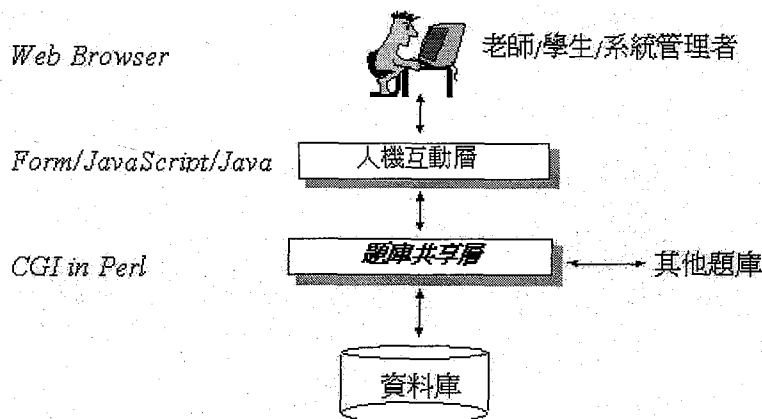 Web Browser
老師/學生/系統管理者
Form/JavaScript/Java
人機互動層
CGI in Perl
題庫共享層
其他題庫
資料庫